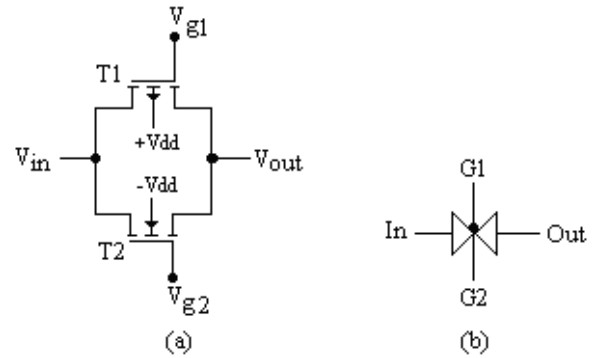 Vg1
T1
+Vdd
Vin
Vout
-Vdd
T2
Vg2
(a)
G1
In
Out
G2
(b)